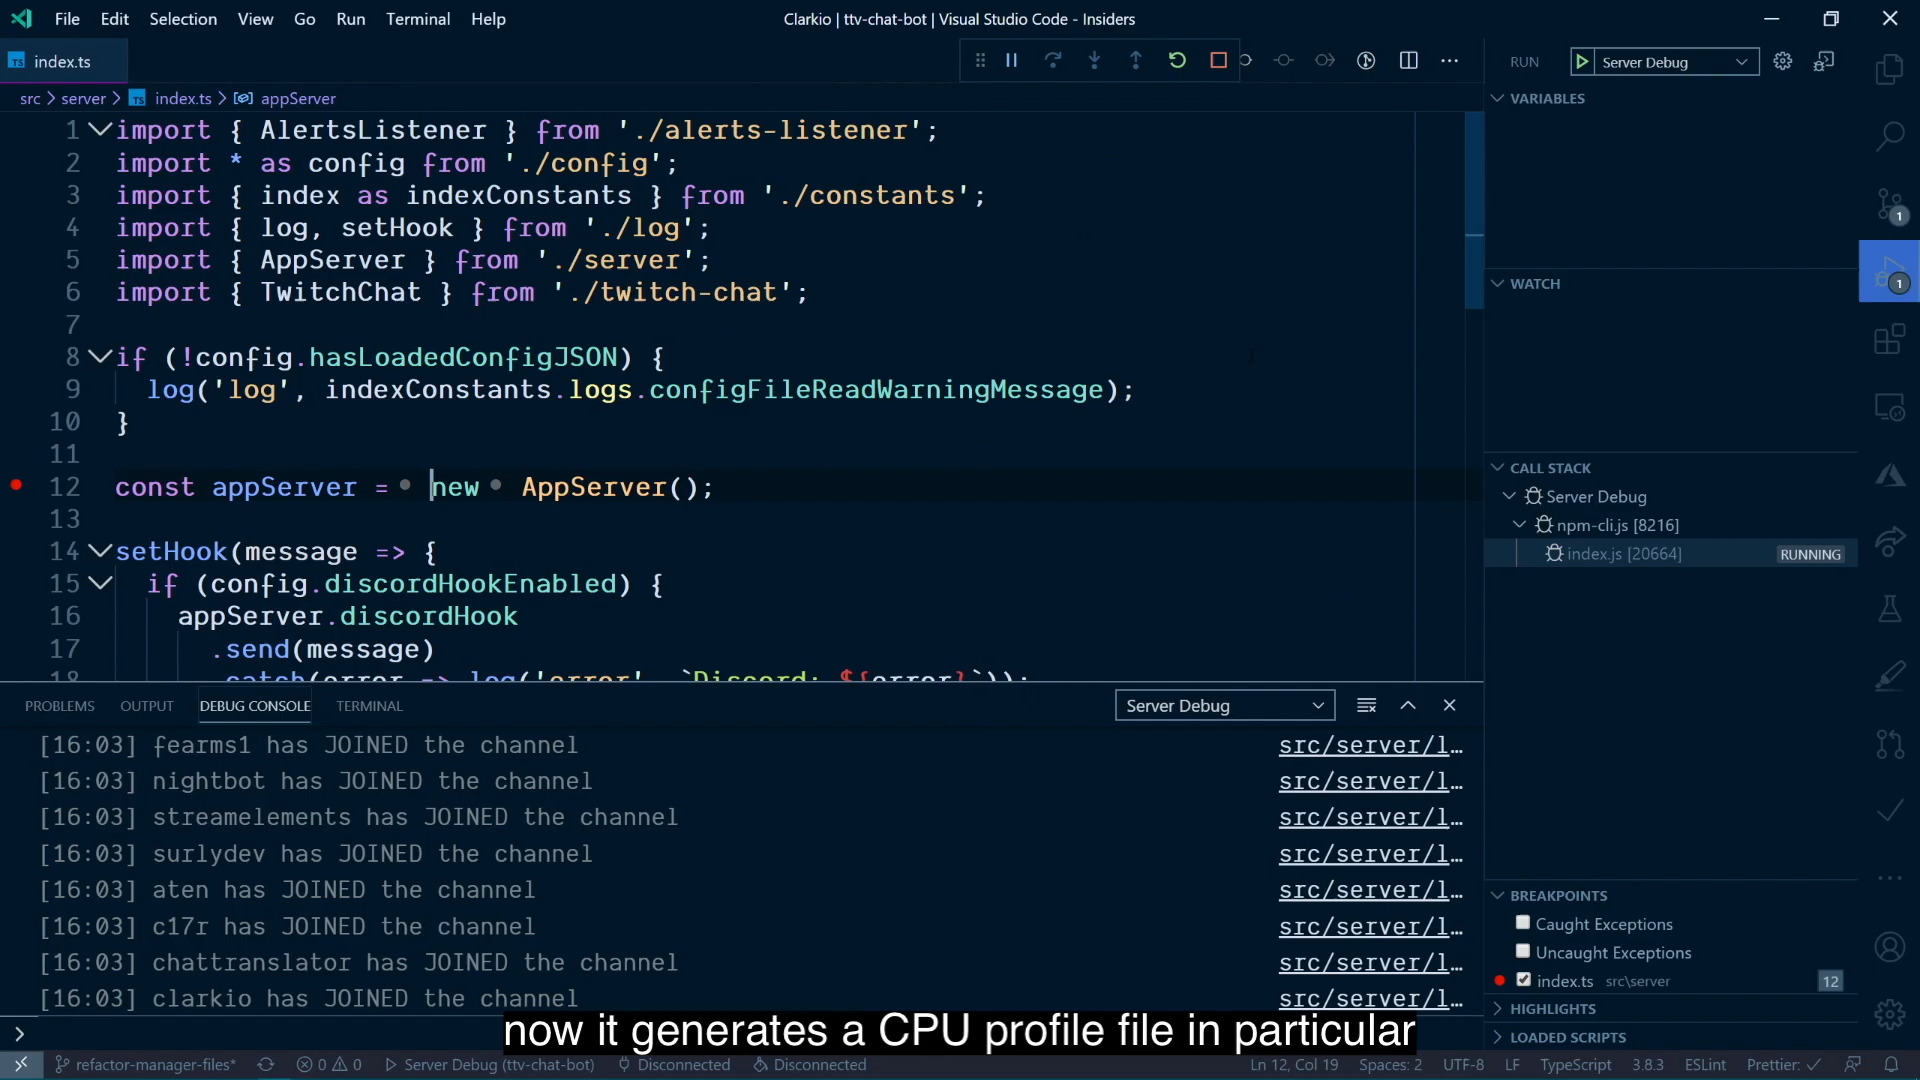 File Edit Selection View Go Run Terminal Help
Clarkio | ttv-chat-bot | Visual Studio Code - Insiders
TS index.ts
RUN Server Debug
src > server > TS index.ts > appServer
1 import { AlertsListener } from './alerts-listener';
2 import * as config from './config';
3 import { index as indexConstants } from './constants';
4 import { log, setHook } from './log';
5 import { AppServer } from './server';
6 import { TwitchChat } from './twitch-chat';
7
8 if (!config.hasLoadedConfigJSON) {
9 log('log', indexConstants.logs.configFileReadWarningMessage);
10 }
11
12 const appServer = new AppServer();
13
14 setHook(message => {
15 if (config.discordHookEnabled) {
16 appServer.discordHook
17 .send(message)
18 .catch(error => log('error', `Discord: ${error}`));
VARIABLES
WATCH
CALL STACK
Server Debug
npm-cli.js [8216]
index.js [20664] RUNNING
BREAKPOINTS
Caught Exceptions
Uncaught Exceptions
index.ts src\server 12
HIGHLIGHTS
LOADED SCRIPTS
1
1
PROBLEMS OUTPUT DEBUG CONSOLE TERMINAL
Server Debug
[16:03] fearms1 has JOINED the channel src/server/l…
[16:03] nightbot has JOINED the channel src/server/l…
[16:03] streamelements has JOINED the channel src/server/l…
[16:03] surlydev has JOINED the channel src/server/l…
[16:03] aten has JOINED the channel src/server/l…
[16:03] c17r has JOINED the channel src/server/l…
[16:03] chattranslator has JOINED the channel src/server/l…
[16:03] clarkio has JOINED the channel src/server/l…
now it generates a CPU profile file in particular
refactor-manager-files* 0 0 Server Debug (ttv-chat-bot) Disconnected Disconnected Ln 12, Col 19 Spaces: 2 UTF-8 LF TypeScript 3.8.3 ESLint Prettier: ✓